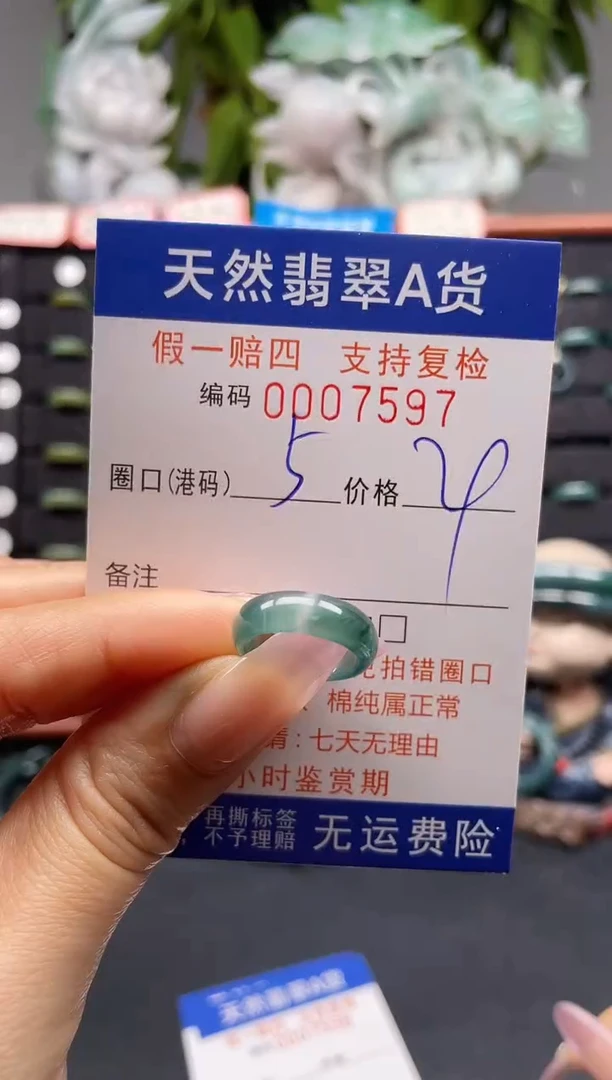 天然翡翠A货
假一赔四 支持复检
编码 0007597
圈口(港码) 5 价格
备注
拍错圈口
棉纯属正常
:七天无理由
小时鉴赏期
再撕标签
,不予理赔
无运费险
天然翡翠A货